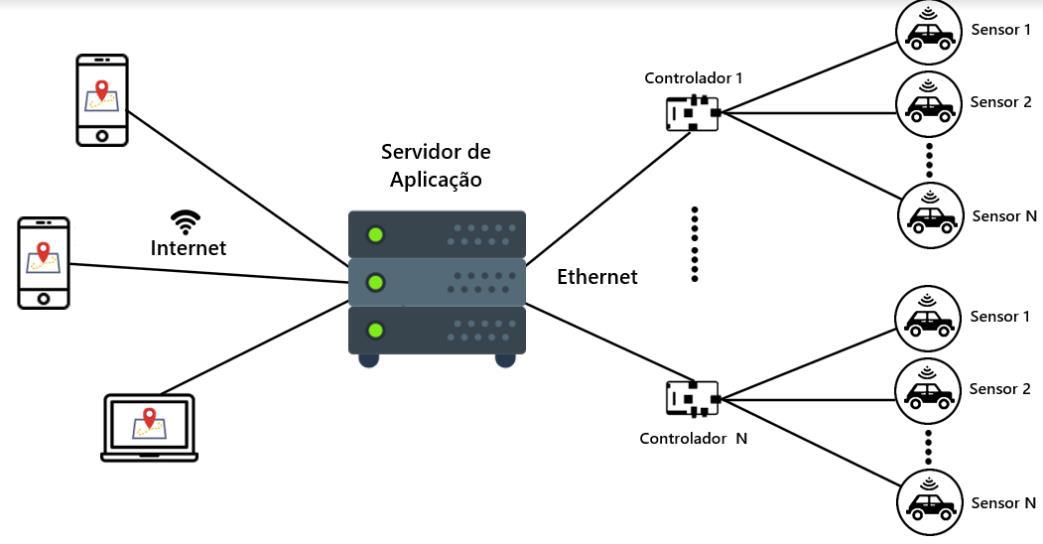 Sensor 1
Controlador 1
Sensor 2
Servidor de
Aplicação
Sensor N
Internet
Ethernet
Sensor 1
Sensor 2
Controlador N
Sensor N